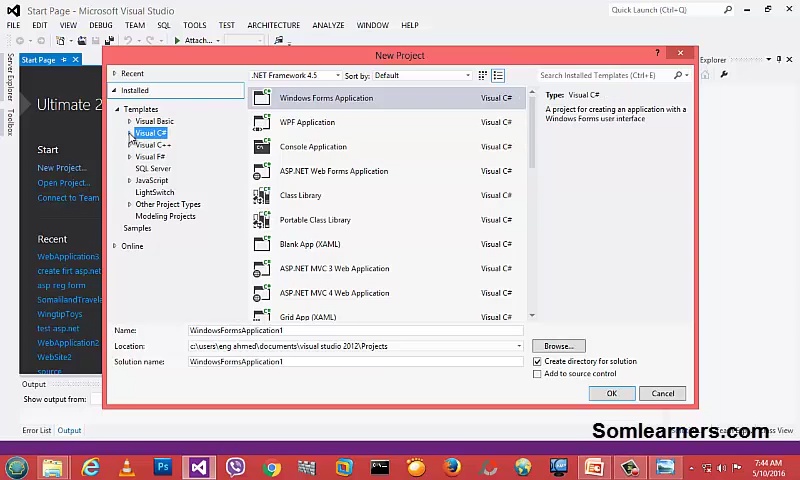 Start Page - Microsoft Visual Studio
Quick Launch (Ctrl+Q)
FILE EDIT VIEW DEBUG TEAM SQL TOOLS TEST ARCHITECTURE ANALYZE WINDOW HELP
Attach...
Server Explorer
Toolbox
Start Page
Explorer
Ultimate 2
Start
New Project...
Open Project...
Connect to Team
Recent
WebApplication3
create firt asp.net
asp reg form
SomalilandTravela
WingtipToys
test asp.net
WebApplication2
WebSite2
source
New Project
Recent
Installed
Templates
Visual Basic
Visual C#
Visual C++
Visual F#
SQL Server
JavaScript
LightSwitch
Other Project Types
Modeling Projects
Samples
Online
.NET Framework 4.5
Sort by: Default
Search Installed Templates (Ctrl+E)
Windows Forms Application Visual C#
WPF Application Visual C#
Console Application Visual C#
ASP.NET Web Forms Application Visual C#
Class Library Visual C#
Portable Class Library Visual C#
Blank App (XAML) Visual C#
ASP.NET MVC 3 Web Application Visual C#
ASP.NET MVC 4 Web Application Visual C#
Grid App (XAML) Visual C#
Type: Visual C#
A project for creating an application with a
Windows Forms user interface
Name: WindowsFormsApplication1
Location: c:\users\eng ahmed\documents\visual studio 2012\Projects
Browse...
Solution name: WindowsFormsApplication1
Create directory for solution
Add to source control
OK Cancel
Output
Show output from:
Error List Output
Class View
Somlearners.com
7:44 AM
5/10/2016